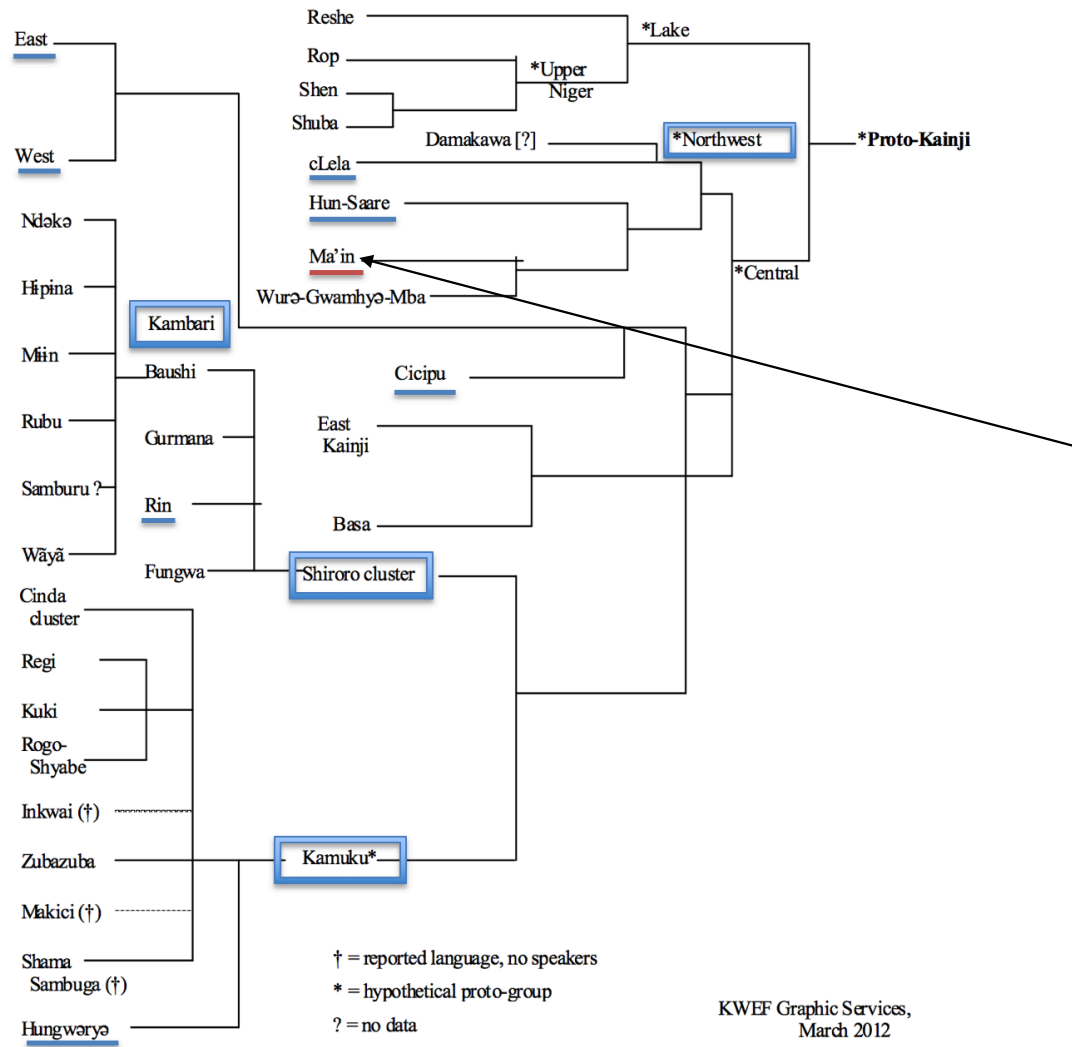 Reshe
*Lake
East
Rop
*Upper
Niger
Shen
Shuba
Damakawa [?]
*Northwest
*Proto-Kainji
West
cLela
Hun-Saare
Ndəkə
Ma'in
*Central
Hɨpɨna
Wurə-Gwamhyə-Mba
Kambari
Mɨɨn
Baushi
Cicipu
Rubu
East
Kainji
Gurmana
Samburu ?
Rin
Basa
Wãyã
Fungwa
Shiroro cluster
Cinda
cluster
Regi
Kuki
Rogo-
Shyabe
Inkwai (†)
Zubazuba
Kamuku*
Makici (†)
Shama
Sambuga (†)
† = reported language, no speakers
* = hypothetical proto-group
? = no data
Hungwəryə
KWEF Graphic Services,
March 2012